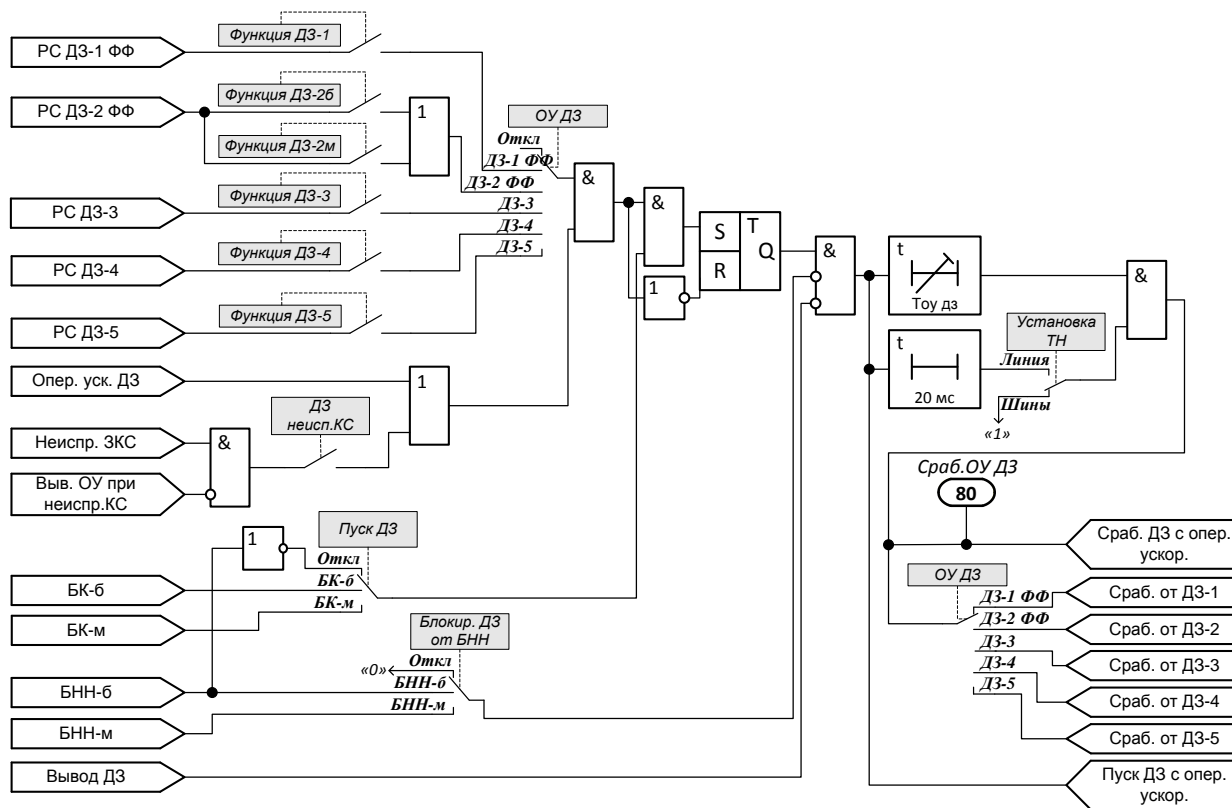 РС ДЗ-1 ФФ
Функция ДЗ-1
РС ДЗ-2 ФФ
Функция ДЗ-2б
Функция ДЗ-2м
1
РС ДЗ-3
Функция ДЗ-3
РС ДЗ-4
Функция ДЗ-4
РС ДЗ-5
Функция ДЗ-5
ОУ ДЗ
Откл
ДЗ-1 ФФ
ДЗ-2 ФФ
ДЗ-3
ДЗ-4
ДЗ-5
&
&
1
S
R
T
Q
&
t
Тоу дз
t
20 мс
Установка
ТН
Линия
Шины
«1»
&
Опер. уск. ДЗ
1
Неиспр. ЗКС
Выв. ОУ при
неиспр.КС
&
ДЗ
неисп.КС
Пуск ДЗ
1
Откл
БК-б
БК-м
БК-б
БК-м
Блокир. ДЗ
от БНН
«0»
Откл
БНН-б
БНН-м
БНН-б
БНН-м
Вывод ДЗ
Сраб.ОУ ДЗ
80
Сраб. ДЗ с опер.
ускор.
ОУ ДЗ
ДЗ-1 ФФ
ДЗ-2 ФФ
ДЗ-3
ДЗ-4
ДЗ-5
Сраб. от ДЗ-1
Сраб. от ДЗ-2
Сраб. от ДЗ-3
Сраб. от ДЗ-4
Сраб. от ДЗ-5
Пуск ДЗ с опер.
ускор.